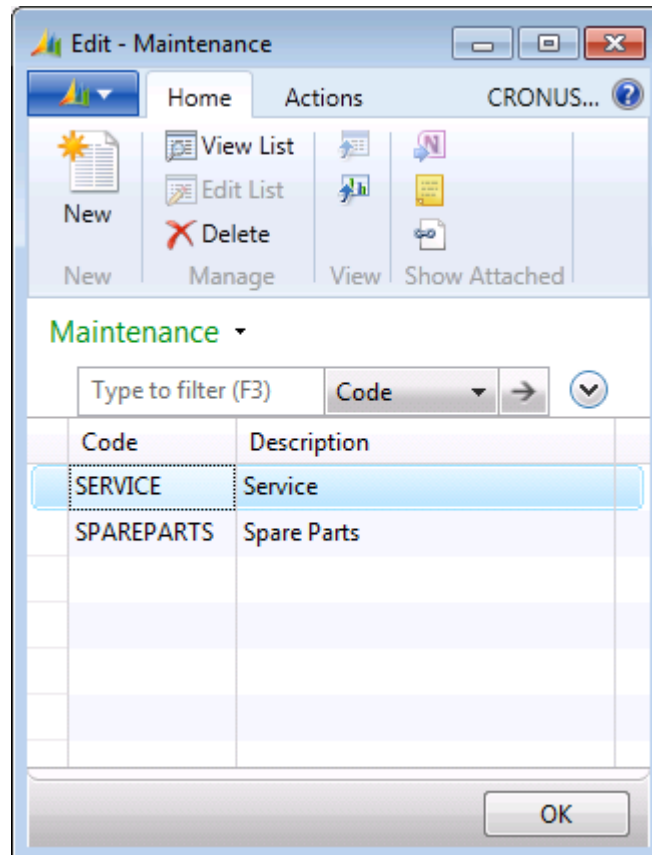 Edit - Maintenance
Home Actions CRONUS... ?
View List
Edit List
New
Delete
New Manage View Show Attached
Maintenance
Type to filter (F3) Code
Code Description
SERVICE Service
SPAREPARTS Spare Parts
OK